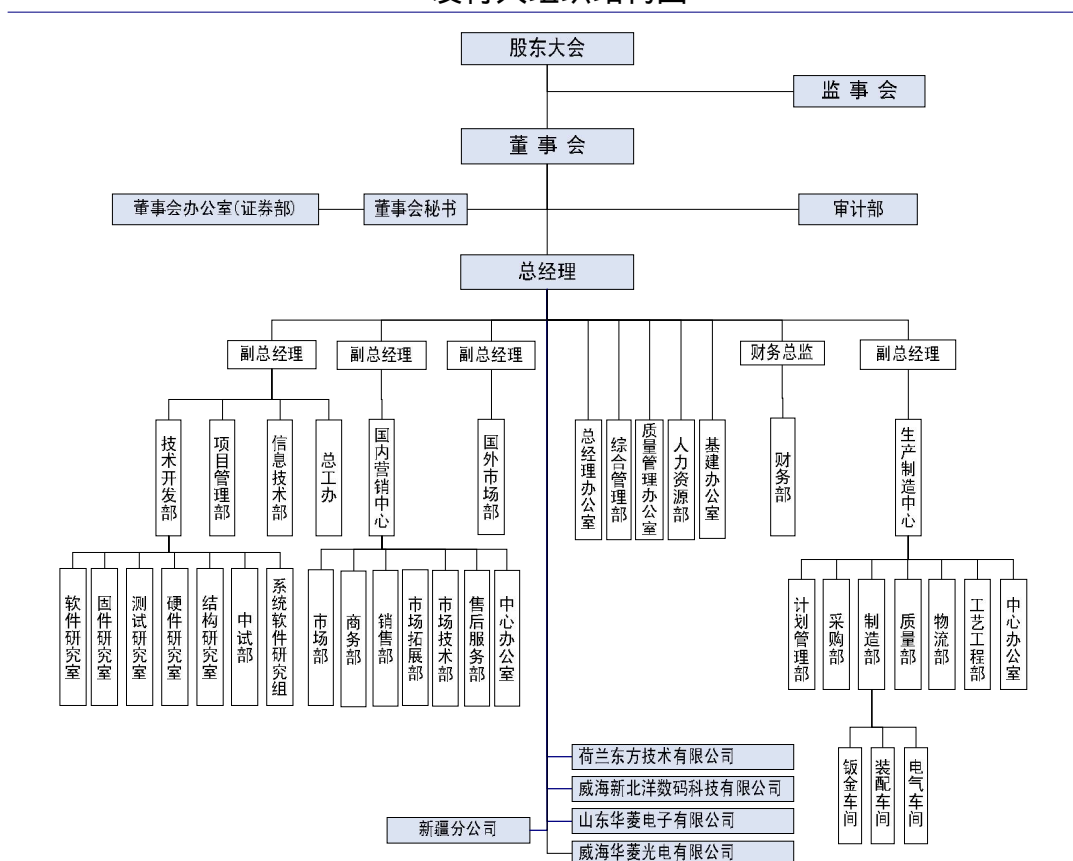 股东大会
监 事 会
董 事 会
董事会办公室(证券部)
董事会秘书
审计部
总经理
副总经理
副总经理
副总经理
财务总监
副总经理
技术开发部
项目管理部
信息技术部
总工办
国内营销中心
国外市场部
总经理办公室
综合管理部
质量管理办公室
人力资源部
基建办公室
财务部
生产制造中心
软件研究室
固件研究室
测试研究室
硬件研究室
结构研究室
中试部
系统软件研究组
市场部
商务部
销售部
市场拓展部
市场技术部
售后服务部
中心办公室
计划管理部
采购部
制造部
质量部
物流部
工艺工程部
中心办公室
钣金车间
装配车间
电气车间
荷兰东方技术有限公司
威海新北洋数码科技有限公司
新疆分公司
山东华菱电子有限公司
威海华菱光电有限公司